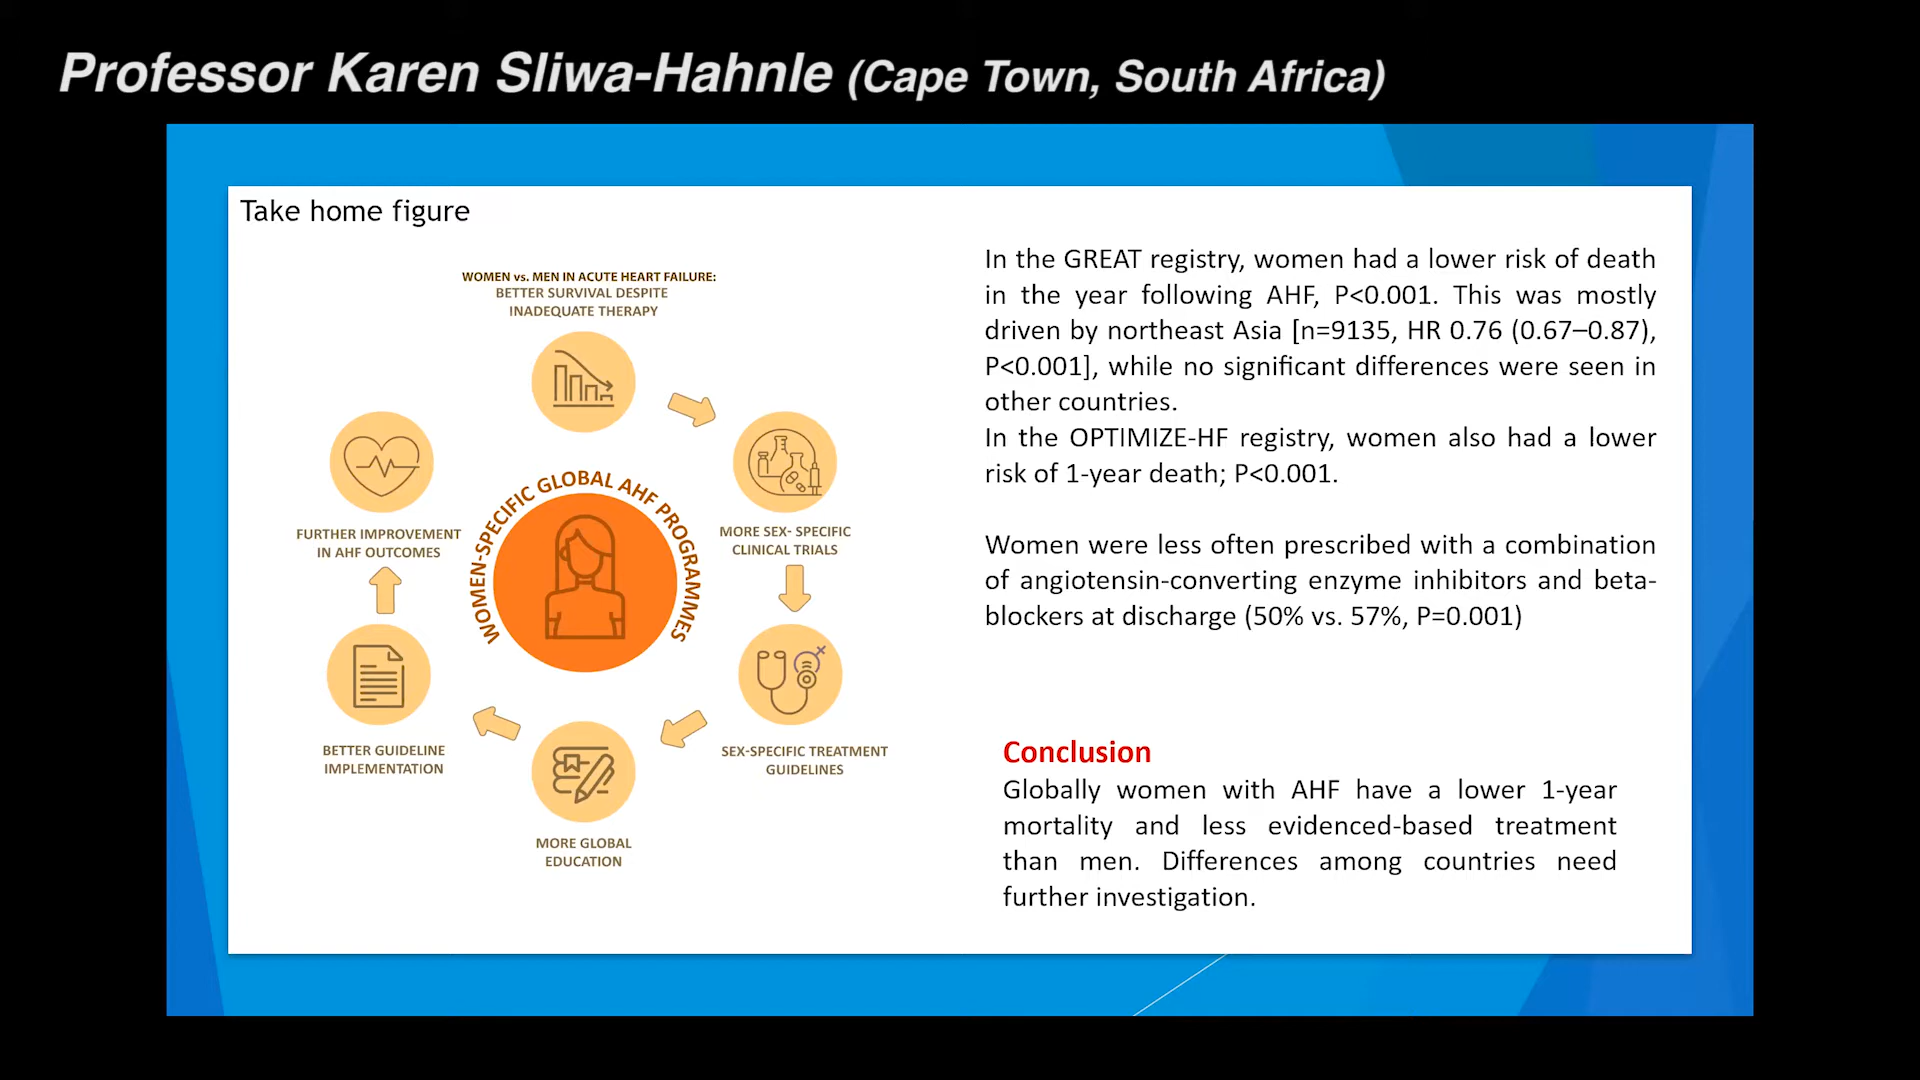 Professor Karen Sliwa-Hahnle (Cape Town, South Africa)
Take home figure
WOMEN vs. MEN IN ACUTE HEART FAILURE:
BETTER SURVIVAL DESPITE
INADEQUATE THERAPY
MORE SEX- SPECIFIC
CLINICAL TRIALS
SEX-SPECIFIC TREATMENT
GUIDELINES
MORE GLOBAL
EDUCATION
BETTER GUIDELINE
IMPLEMENTATION
FURTHER IMPROVEMENT
IN AHF OUTCOMES
WOMEN-SPECIFIC GLOBAL AHF PROGRAMMES
In the GREAT registry, women had a lower risk of death
in the year following AHF, P<0.001. This was mostly
driven by northeast Asia [n=9135, HR 0.76 (0.67–0.87),
P<0.001], while no significant differences were seen in
other countries.
In the OPTIMIZE-HF registry, women also had a lower
risk of 1-year death; P<0.001.
Women were less often prescribed with a combination
of angiotensin-converting enzyme inhibitors and beta-
blockers at discharge (50% vs. 57%, P=0.001)
Conclusion
Globally women with AHF have a lower 1-year
mortality and less evidenced-based treatment
than men. Differences among countries need
further investigation.